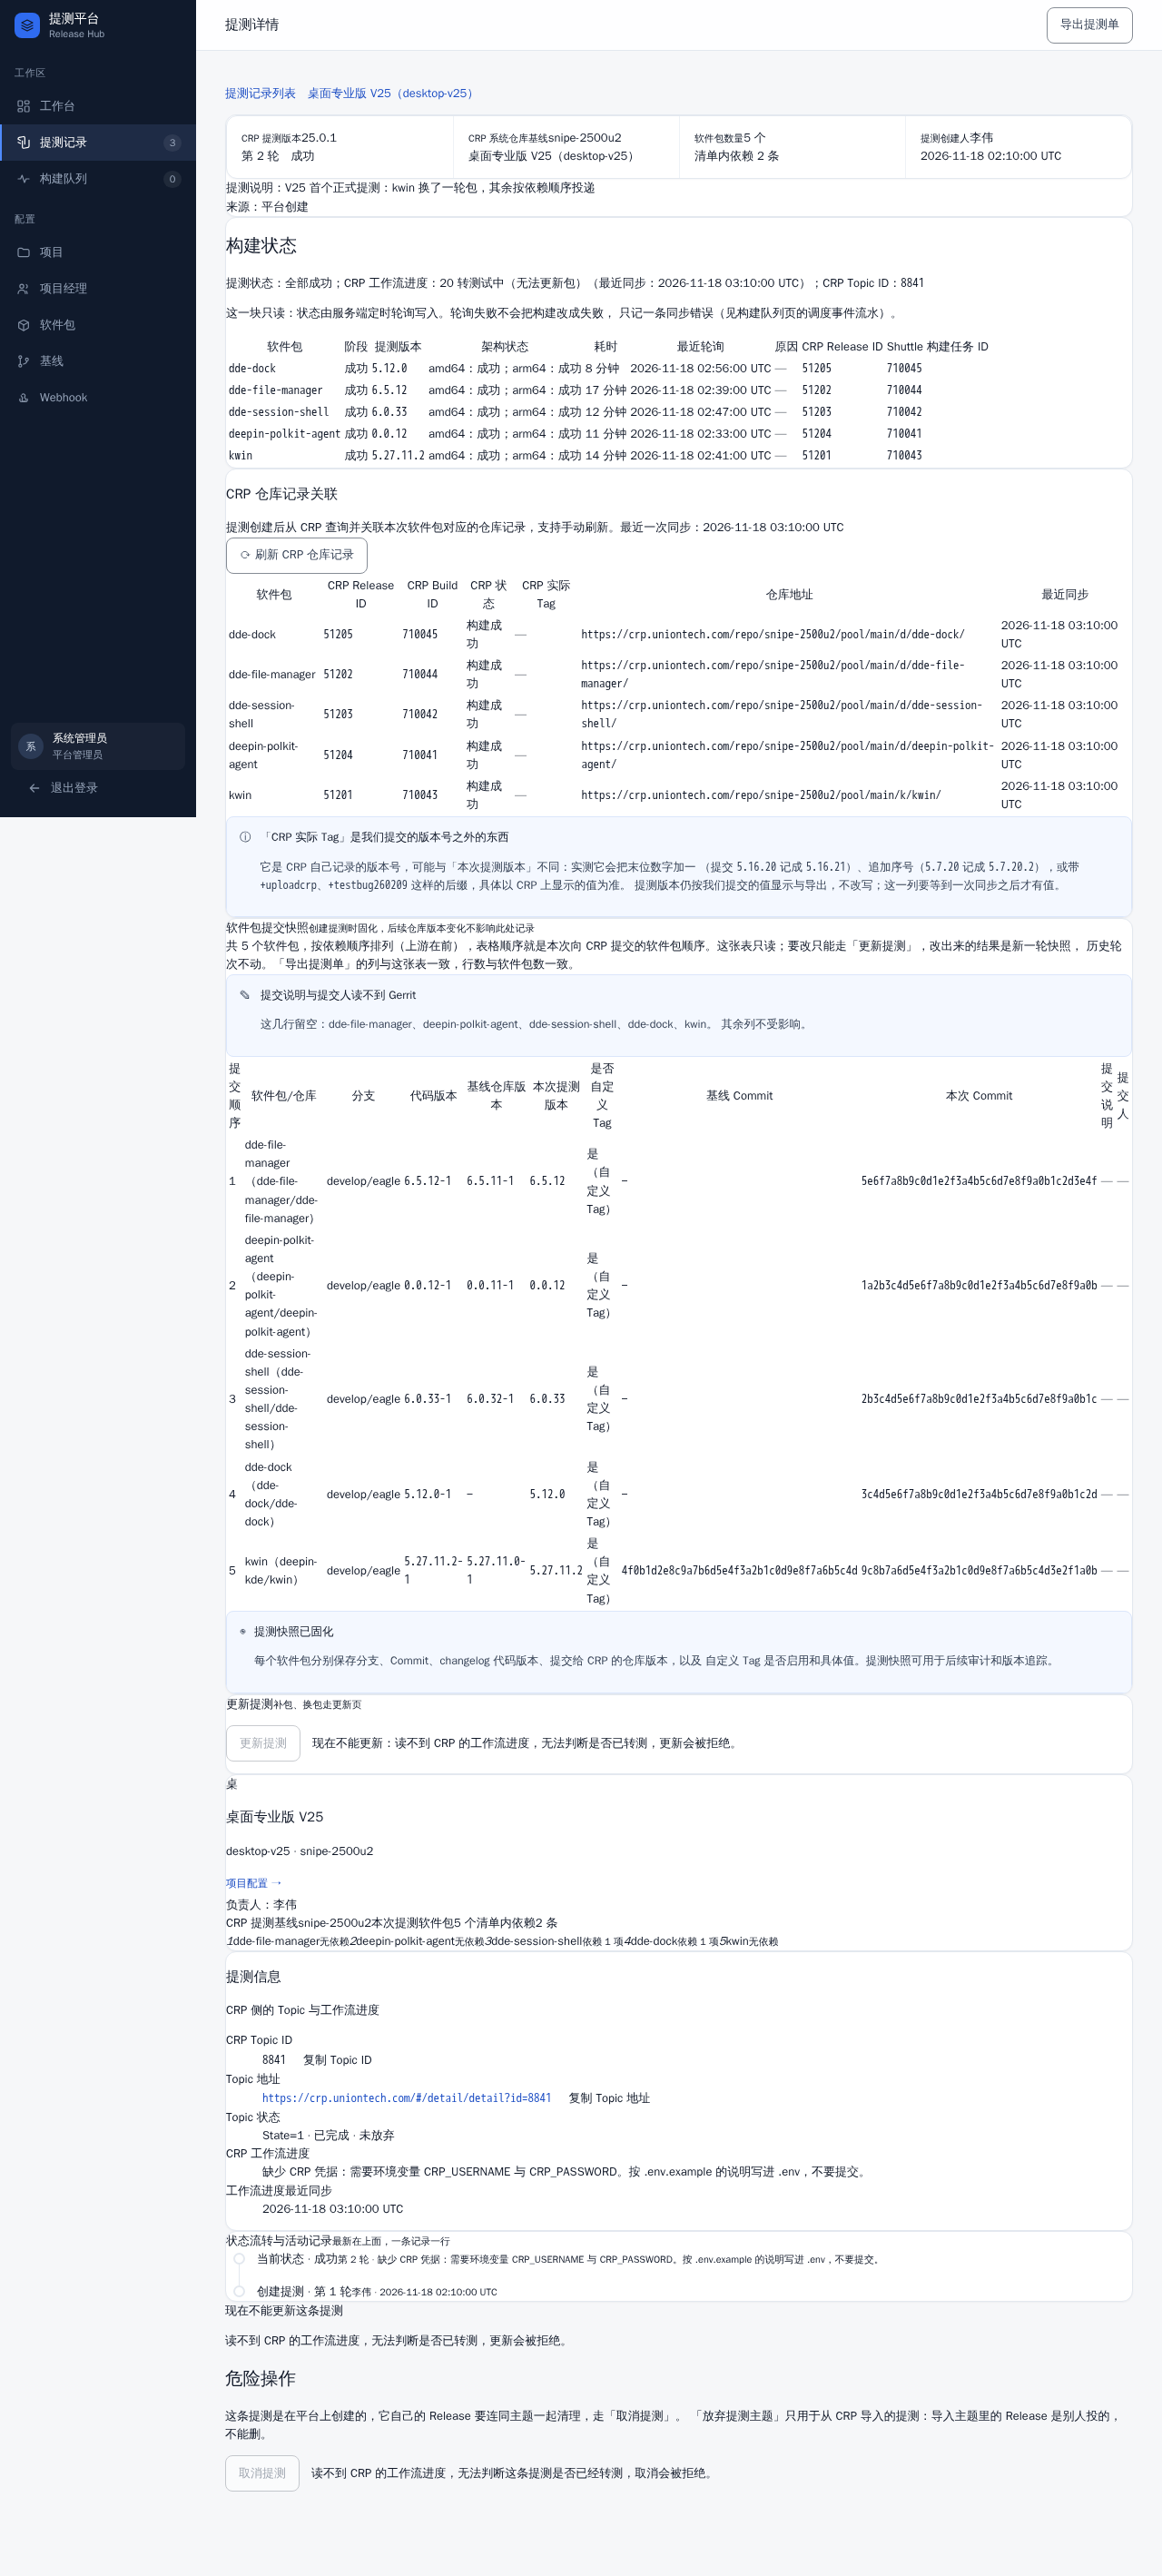 提测平台
Release Hub
工作区
工作台
提测记录 3
构建队列 0
配置
项目
项目经理
软件包
基线
Webhook
系
系统管理员
平台管理员
退出登录
提测详情
导出提测单
提测记录列表 桌面专业版 V25（desktop-v25）
CRP 提测版本25.0.1
第 2 轮 成功
CRP 系统仓库基线snipe-2500u2
桌面专业版 V25（desktop-v25）
软件包数量5 个
清单内依赖 2 条
提测创建人李伟
2026-11-18 02:10:00 UTC
提测说明：V25 首个正式提测：kwin 换了一轮包，其余按依赖顺序投递
来源：平台创建
构建状态
提测状态：全部成功；CRP 工作流进度：20 转测试中（无法更新包）（最近同步：2026-11-18 03:10:00 UTC）；CRP Topic ID：8841
这一块只读：状态由服务端定时轮询写入。轮询失败不会把构建改成失败， 只记一条同步错误（见构建队列页的调度事件流水）。
软件包 阶段 提测版本 架构状态 耗时 最近轮询 原因 CRP Release ID Shuttle 构建任务 ID
dde-dock 成功 5.12.0 amd64：成功；arm64：成功 8 分钟 2026-11-18 02:56:00 UTC — 51205 710045
dde-file-manager 成功 6.5.12 amd64：成功；arm64：成功 17 分钟 2026-11-18 02:39:00 UTC — 51202 710044
dde-session-shell 成功 6.0.33 amd64：成功；arm64：成功 12 分钟 2026-11-18 02:47:00 UTC — 51203 710042
deepin-polkit-agent 成功 0.0.12 amd64：成功；arm64：成功 11 分钟 2026-11-18 02:33:00 UTC — 51204 710041
kwin 成功 5.27.11.2 amd64：成功；arm64：成功 14 分钟 2026-11-18 02:41:00 UTC — 51201 710043
CRP 仓库记录关联
提测创建后从 CRP 查询并关联本次软件包对应的仓库记录，支持手动刷新。最近一次同步：2026-11-18 03:10:00 UTC
刷新 CRP 仓库记录
软件包 CRP Release ID CRP Build ID CRP 状态 CRP 实际 Tag 仓库地址 最近同步
dde-dock 51205 710045 构建成功 — https://crp.uniontech.com/repo/snipe-2500u2/pool/main/d/dde-dock/ 2026-11-18 03:10:00 UTC
dde-file-manager 51202 710044 构建成功 — https://crp.uniontech.com/repo/snipe-2500u2/pool/main/d/dde-file-manager/ 2026-11-18 03:10:00 UTC
dde-session-shell 51203 710042 构建成功 — https://crp.uniontech.com/repo/snipe-2500u2/pool/main/d/dde-session-shell/ 2026-11-18 03:10:00 UTC
deepin-polkit-agent 51204 710041 构建成功 — https://crp.uniontech.com/repo/snipe-2500u2/pool/main/d/deepin-polkit-agent/ 2026-11-18 03:10:00 UTC
kwin 51201 710043 构建成功 — https://crp.uniontech.com/repo/snipe-2500u2/pool/main/k/kwin/ 2026-11-18 03:10:00 UTC
「CRP 实际 Tag」是我们提交的版本号之外的东西
它是 CRP 自己记录的版本号，可能与「本次提测版本」不同：实测它会把末位数字加一 （提交 5.16.20 记成 5.16.21）、追加序号（5.7.20 记成 5.7.20.2），或带
+uploadcrp、+testbug260209 这样的后缀，具体以 CRP 上显示的值为准。 提测版本仍按我们提交的值显示与导出，不改写；这一列要等到一次同步之后才有值。
软件包提交快照创建提测时固化，后续仓库版本变化不影响此处记录
共 5 个软件包，按依赖顺序排列（上游在前），表格顺序就是本次向 CRP 提交的软件包顺序。这张表只读；要改只能走「更新提测」，改出来的结果是新一轮快照， 历史轮
次不动。「导出提测单」的列与这张表一致，行数与软件包数一致。
提交说明与提交人读不到 Gerrit
这几行留空：dde-file-manager、deepin-polkit-agent、dde-session-shell、dde-dock、kwin。 其余列不受影响。
提交顺序 软件包/仓库 分支 代码版本 基线仓库版本 本次提测版本 是否自定义 Tag 基线 Commit 本次 Commit 提交说明 提交人
1 dde-file-manager（dde-file-manager/dde-file-manager） develop/eagle 6.5.12-1 6.5.11-1 6.5.12 是（自定义 Tag） — 5e6f7a8b9c0d1e2f3a4b5c6d7e8f9a0b1c2d3e4f — —
2 deepin-polkit-agent（deepin-polkit-agent/deepin-polkit-agent） develop/eagle 0.0.12-1 0.0.11-1 0.0.12 是（自定义 Tag） — 1a2b3c4d5e6f7a8b9c0d1e2f3a4b5c6d7e8f9a0b — —
3 dde-session-shell（dde-session-shell/dde-session-shell） develop/eagle 6.0.33-1 6.0.32-1 6.0.33 是（自定义 Tag） — 2b3c4d5e6f7a8b9c0d1e2f3a4b5c6d7e8f9a0b1c — —
4 dde-dock（dde-dock/dde-dock） develop/eagle 5.12.0-1 — 5.12.0 是（自定义 Tag） — 3c4d5e6f7a8b9c0d1e2f3a4b5c6d7e8f9a0b1c2d — —
5 kwin（deepin-kde/kwin） develop/eagle 5.27.11.2-1 5.27.11.0-1 5.27.11.2 是（自定义 Tag） 4f0b1d2e8c9a7b6d5e4f3a2b1c0d9e8f7a6b5c4d 9c8b7a6d5e4f3a2b1c0d9e8f7a6b5c4d3e2f1a0b — —
提测快照已固化
每个软件包分别保存分支、Commit、changelog 代码版本、提交给 CRP 的仓库版本，以及 自定义 Tag 是否启用和具体值。提测快照可用于后续审计和版本追踪。
更新提测补包、换包走更新页
更新提测 现在不能更新：读不到 CRP 的工作流进度，无法判断是否已转测，更新会被拒绝。
桌
桌面专业版 V25
desktop-v25 · snipe-2500u2
项目配置 →
负责人：李伟
CRP 提测基线snipe-2500u2本次提测软件包5 个清单内依赖2 条
1dde-file-manager无依赖2deepin-polkit-agent无依赖3dde-session-shell依赖 1 项4dde-dock依赖 1 项5kwin无依赖
提测信息
CRP 侧的 Topic 与工作流进度
CRP Topic ID
8841 复制 Topic ID
Topic 地址
https://crp.uniontech.com/#/detail/detail?id=8841 复制 Topic 地址
Topic 状态
State=1 · 已完成 · 未放弃
CRP 工作流进度
缺少 CRP 凭据：需要环境变量 CRP_USERNAME 与 CRP_PASSWORD。按 .env.example 的说明写进 .env，不要提交。
工作流进度最近同步
2026-11-18 03:10:00 UTC
状态流转与活动记录最新在上面，一条记录一行
当前状态 · 成功第 2 轮 · 缺少 CRP 凭据：需要环境变量 CRP_USERNAME 与 CRP_PASSWORD。按 .env.example 的说明写进 .env，不要提交。
创建提测 · 第 1 轮李伟 · 2026-11-18 02:10:00 UTC
现在不能更新这条提测
读不到 CRP 的工作流进度，无法判断是否已转测，更新会被拒绝。
危险操作
这条提测是在平台上创建的，它自己的 Release 要连同主题一起清理，走「取消提测」。 「放弃提测主题」只用于从 CRP 导入的提测：导入主题里的 Release 是别人投的，
不能删。
取消提测 读不到 CRP 的工作流进度，无法判断这条提测是否已经转测，取消会被拒绝。